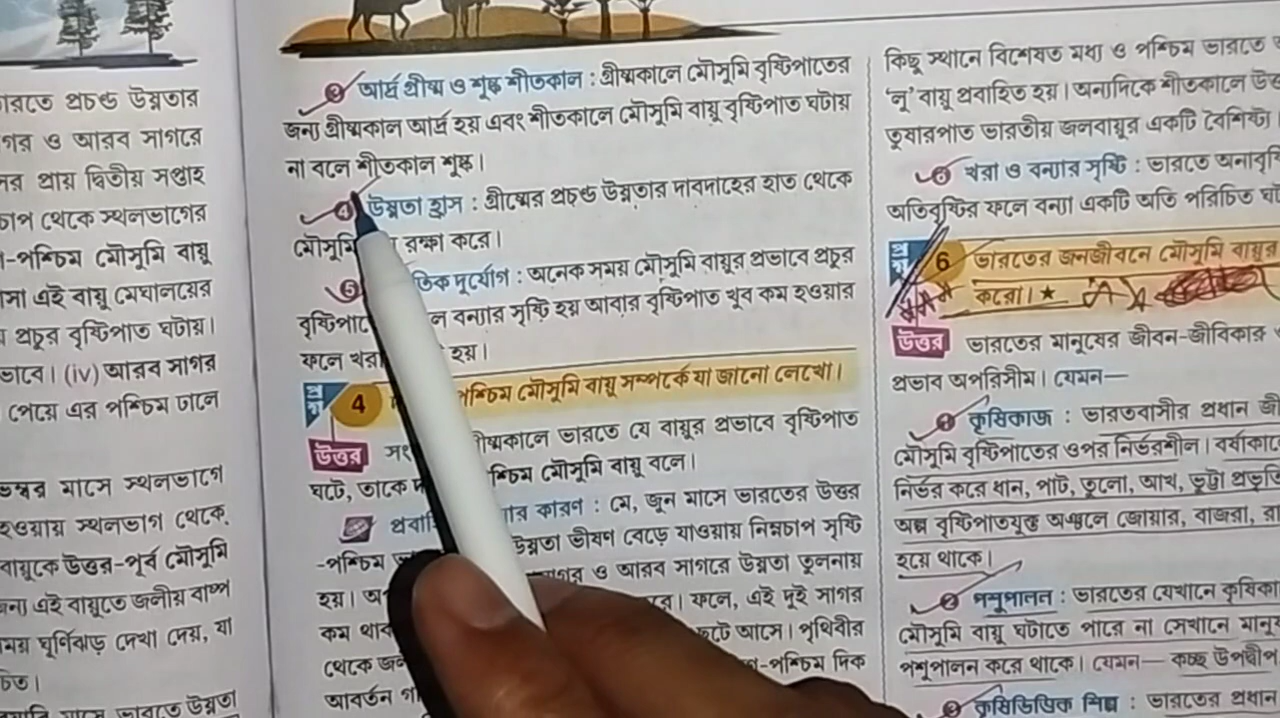 ারতে প্রচণ্ড উষ্ণতার
গর ও আরব সাগরে
প্রায় দ্বিতীয় সপ্তাহ
চাপ থেকে স্থলভাগের
-পশ্চিম মৌসুমি বায়ু
এই বায়ু মেঘালয়ের
প্রচুর বৃষ্টিপাত ঘটায়।
ভাবে। (iv) আরব সাগর
পেয়ে এর পশ্চিম ঢালে
মাসে স্থলভাগে
হওয়ায় স্থলভাগ থেকে
বায়ুকে উত্তর-পূর্ব মৌসুমি
এই বায়ুতে জলীয় বাষ্প
ঘূর্ণিঝড় দেখা দেয়, যা
মাসে ভারতে উষ্ণতা
③ আর্দ্র গ্রীষ্ম ও শুষ্ক শীতকাল : গ্রীষ্মকালে মৌসুমি বৃষ্টিপাতের
জন্য গ্রীষ্মকাল আর্দ্র হয় এবং শীতকালে মৌসুমি বায়ু বৃষ্টিপাত ঘটায়
না বলে শীতকাল শুষ্ক।
④ উষ্ণতা হ্রাস : গ্রীষ্মের প্রচণ্ড উষ্ণতার দাবদাহের হাত থেকে
মৌসুমি রক্ষা করে।
⑤ তিক দুর্যোগ : অনেক সময় মৌসুমি বায়ুর প্রভাবে প্রচুর
বৃষ্টিপাতে বন্যার সৃষ্টি হয় আবার বৃষ্টিপাত খুব কম হওয়ার
ফলে খরা হয়।
প্রশ্ন 4 পশ্চিম মৌসুমি বায়ু সম্পর্কে যা জানো লেখো।
উত্তর গ্রীষ্মকালে ভারতে যে বায়ুর প্রভাবে বৃষ্টিপাত
ঘটে, তাকে পশ্চিম মৌসুমি বায়ু বলে।
কারণ : মে, জুন মাসে ভারতের উত্তর
-পশ্চিম উষ্ণতা ভীষণ বেড়ে যাওয়ায় নিম্নচাপ সৃষ্টি
হয়। ও আরব সাগরে উষ্ণতা তুলনায়
কম ফলে, এই দুই সাগর
থেকে আসে। পৃথিবীর
আবর্তন -পশ্চিম দিক
কিছু স্থানে বিশেষত মধ্য ও পশ্চিম ভারতে
'লু' বায়ু প্রবাহিত হয়। অন্যদিকে শীতকালে
তুষারপাত ভারতীয় জলবায়ুর একটি বৈশিষ্ট্য।
⑥ খরা ও বন্যার সৃষ্টি : ভারতে অনাবৃষ্টি
অতিবৃষ্টির ফলে বন্যা একটি অতি পরিচিত
প্রশ্ন 6 ভারতের জনজীবনে মৌসুমি বায়ুর
করো। ★
উত্তর ভারতের মানুষের জীবন-জীবিকার
প্রভাব অপরিসীম। যেমন—
① কৃষিকাজ : ভারতবাসীর প্রধান
মৌসুমি বৃষ্টিপাতের ওপর নির্ভরশীল। বর্ষাকালে
নির্ভর করে ধান, পাট, তুলো, আখ, ভুট্টা প্রভৃতি
অল্প বৃষ্টিপাতযুক্ত অঞ্চলে জোয়ার, বাজরা,
হয়ে থাকে।
② পশুপালন : ভারতের যেখানে কৃষিকাজ
মৌসুমি বায়ু ঘটাতে পারে না সেখানে মানুষ
পশুপালন করে থাকে। যেমন— কচ্ছ উপদ্বীপ
③ কৃষিভিত্তিক শিল্প : ভারতের প্রধান